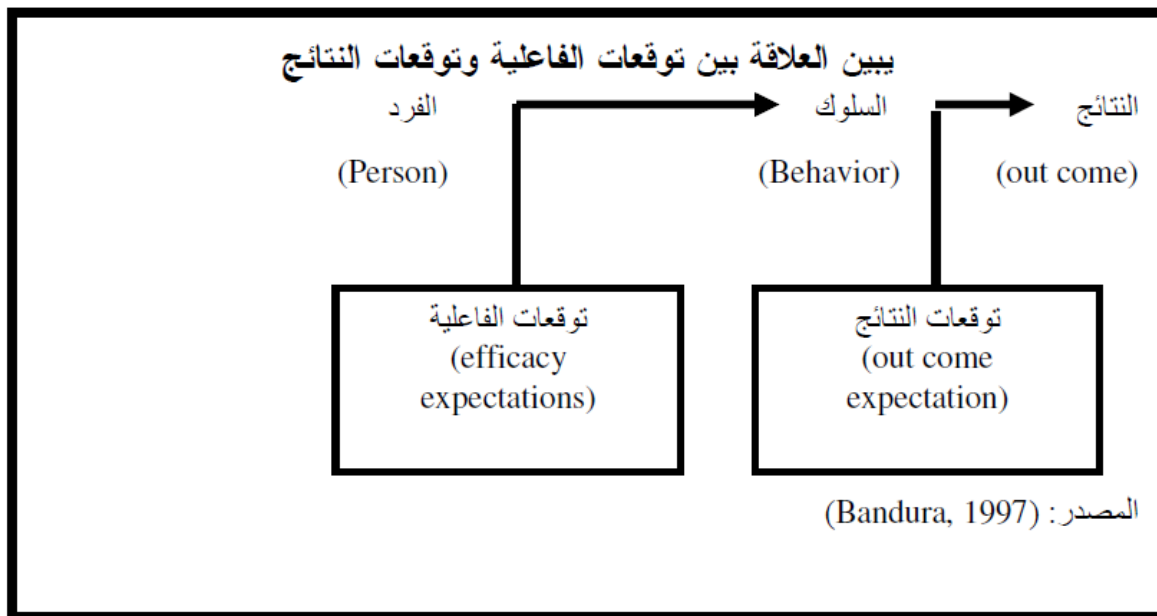 يبين العلاقة بين توقعات الفاعلية وتوقعات النتائج
الفرد السلوك النتائج
(Person) (Behavior) (out come)
توقعات الفاعلية
(efficacy
expectations)
توقعات النتائج
(out come
expectation)
المصدر: (Bandura, 1997)